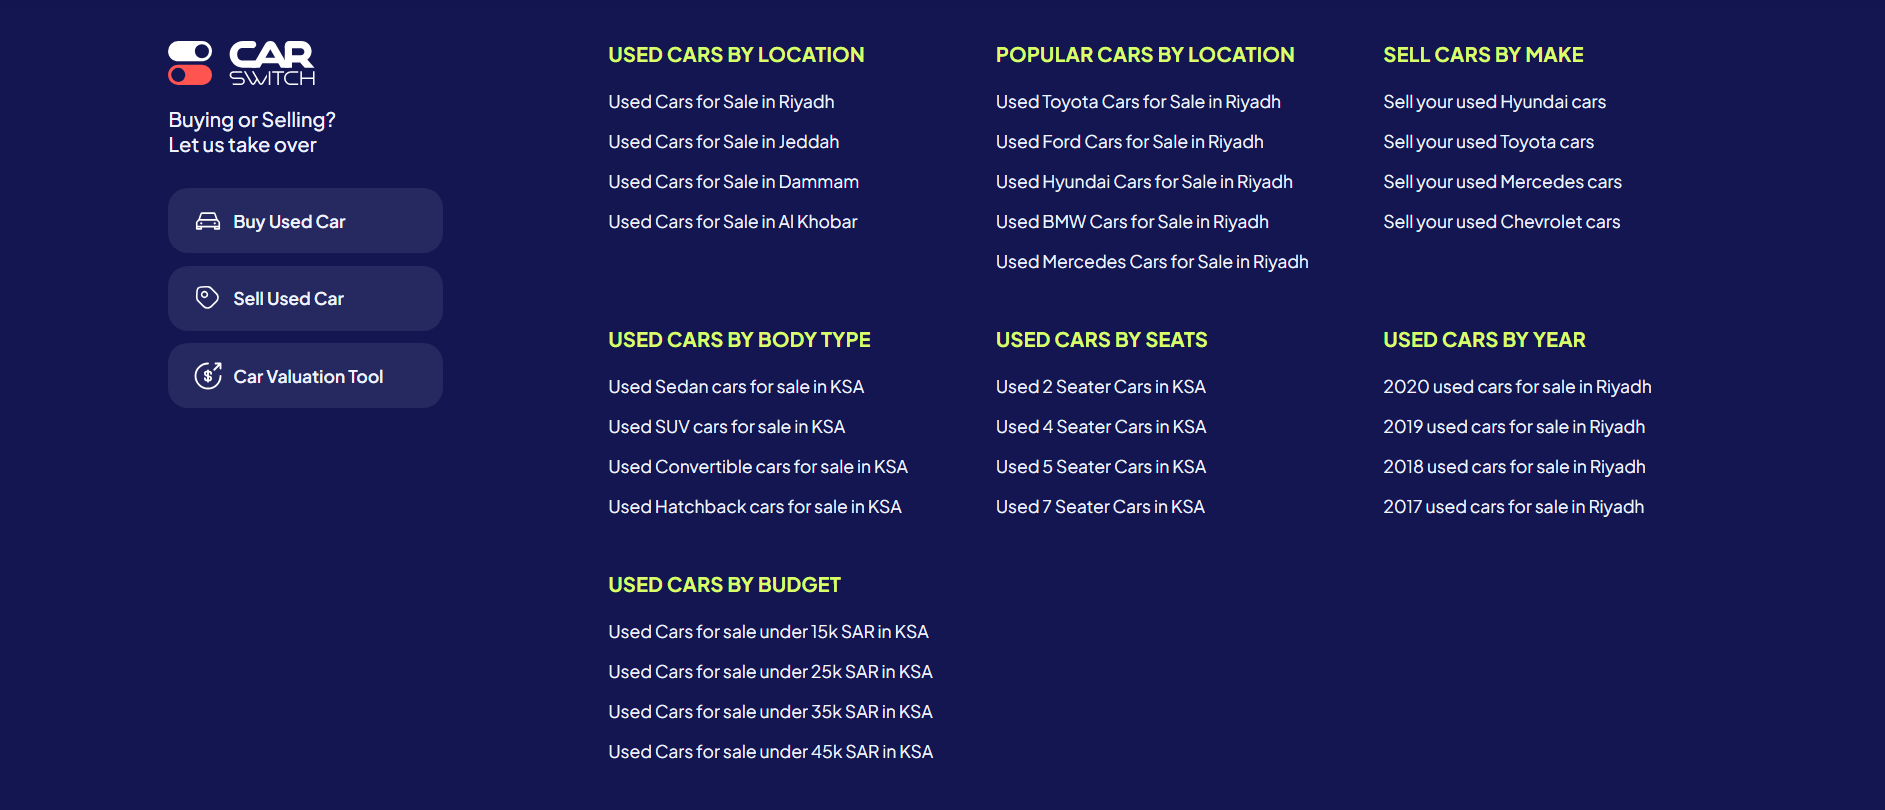 CAR
SWITCH
Buying or Selling?
Let us take over
Buy Used Car
Sell Used Car
$
Car Valuation Tool
USED CARS BY LOCATION
Used Cars for Sale in Riyadh
Used Cars for Sale in Jeddah
Used Cars for Sale in Dammam
Used Cars for Sale in Al Khobar
POPULAR CARS BY LOCATION
Used Toyota Cars for Sale in Riyadh
Used Ford Cars for Sale in Riyadh
Used Hyundai Cars for Sale in Riyadh
Used BMW Cars for Sale in Riyadh
Used Mercedes Cars for Sale in Riyadh
SELL CARS BY MAKE
Sell your used Hyundai cars
Sell your used Toyota cars
Sell your used Mercedes cars
Sell your used Chevrolet cars
USED CARS BY BODY TYPE
Used Sedan cars for sale in KSA
Used SUV cars for sale in KSA
Used Convertible cars for sale in KSA
Used Hatchback cars for sale in KSA
USED CARS BY SEATS
Used 2 Seater Cars in KSA
Used 4 Seater Cars in KSA
Used 5 Seater Cars in KSA
Used 7 Seater Cars in KSA
USED CARS BY YEAR
2020 used cars for sale in Riyadh
2019 used cars for sale in Riyadh
2018 used cars for sale in Riyadh
2017 used cars for sale in Riyadh
USED CARS BY BUDGET
Used Cars for sale under 15k SAR in KSA
Used Cars for sale under 25k SAR in KSA
Used Cars for sale under 35k SAR in KSA
Used Cars for sale under 45k SAR in KSA